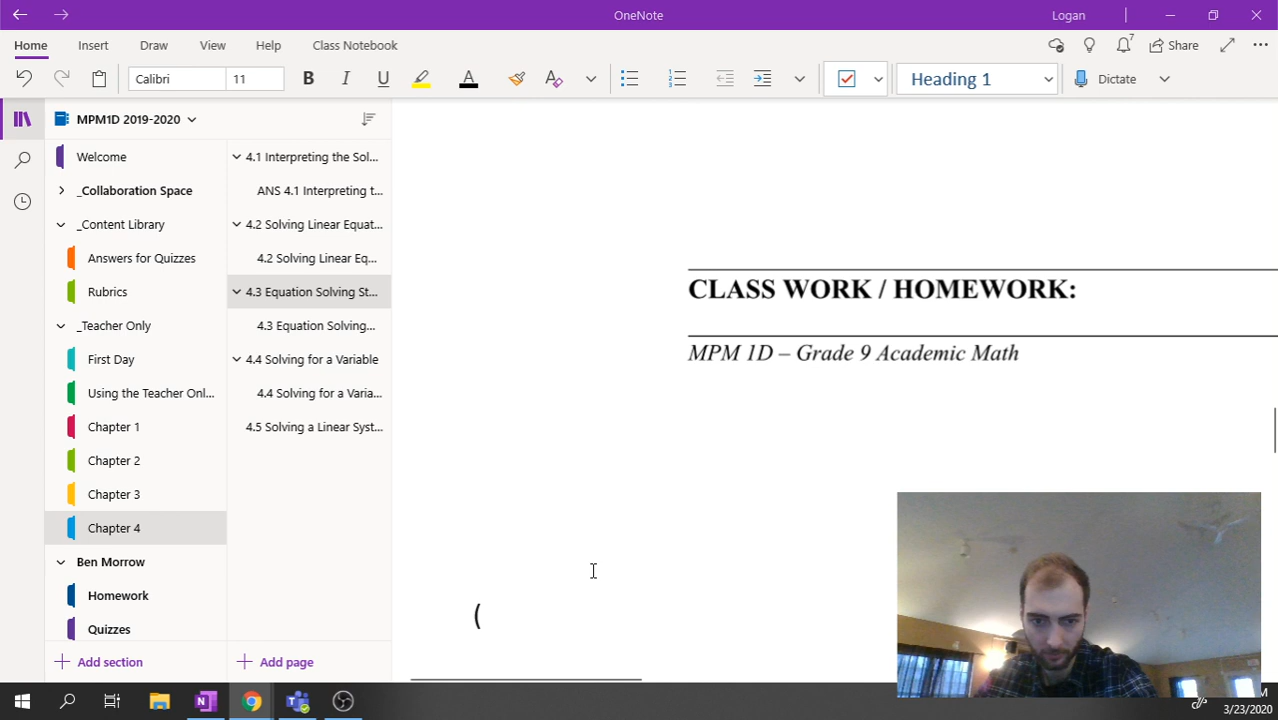 OneNote
Logan
Home Insert Draw View Help Class Notebook
7 Share
Calibri 11 B I U A A Heading 1 Dictate
MPM1D 2019-2020
Welcome
_Collaboration Space
_Content Library
Answers for Quizzes
Rubrics
_Teacher Only
First Day
Using the Teacher Onl...
Chapter 1
Chapter 2
Chapter 3
Chapter 4
Ben Morrow
Homework
Quizzes
Add section
4.1 Interpreting the Sol...
ANS 4.1 Interpreting t...
4.2 Solving Linear Equat...
4.2 Solving Linear Eq...
4.3 Equation Solving St...
4.3 Equation Solving...
4.4 Solving for a Variable
4.4 Solving for a Varia...
4.5 Solving a Linear Syst...
Add page
CLASS WORK / HOMEWORK:
MPM 1D – Grade 9 Academic Math
(
3/23/2020